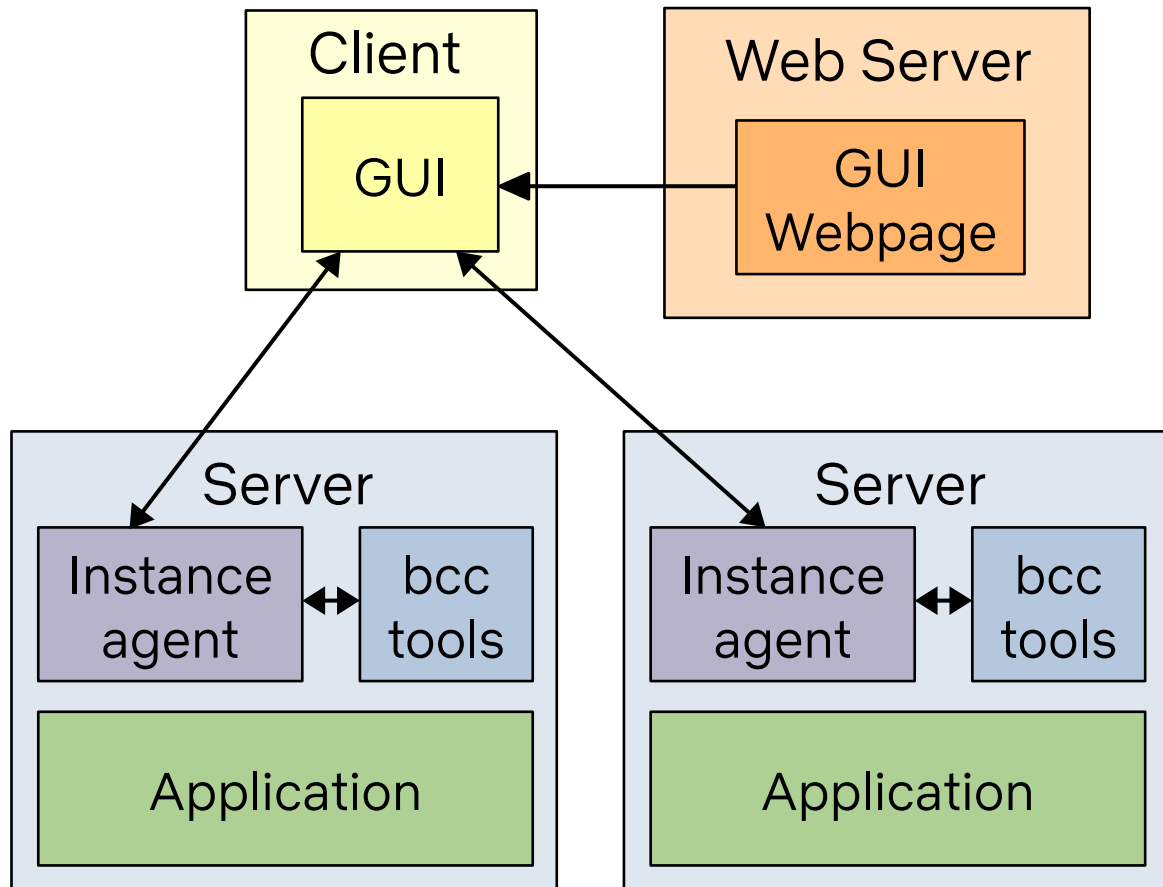 Client
GUI
Web Server
GUI
Webpage
Server
Instance
agent
bcc
tools
Application
Server
Instance
agent
bcc
tools
Application